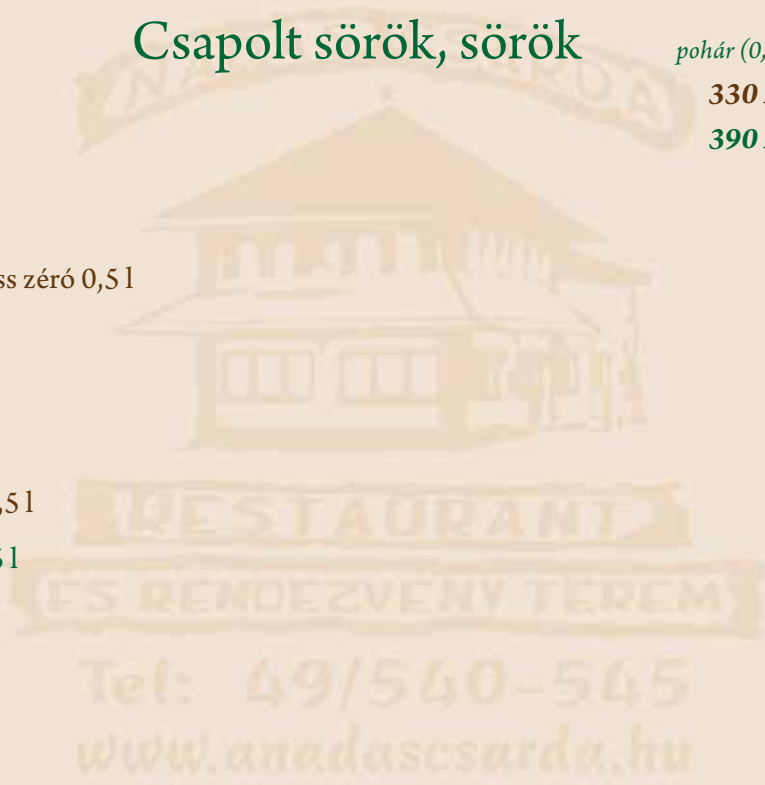 Csapolt sörök, sörök
pohár (0,
330
390
ss zéró 0,5 l
,5 l
5 l
RESTAURANT
ÉS RENDEZVÉNY TEREM
Tel: 49/540-545
www.anadascsarda.hu